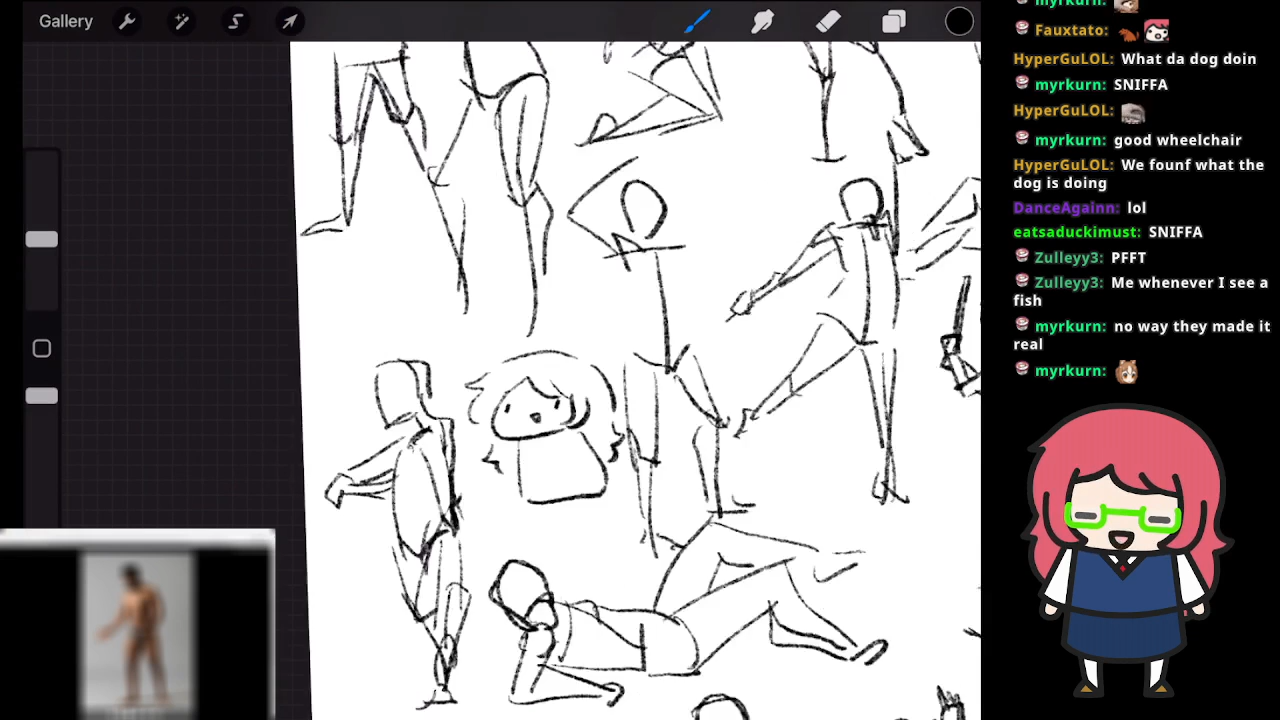 Gallery
myrkurn:
Fauxtato:
HyperGuLOL: What da dog doin
myrkurn: SNIFFA
HyperGuLOL:
myrkurn: good wheelchair
HyperGuLOL: We founf what the
dog is doing
DanceAgainn: lol
eatsaduckimust: SNIFFA
Zulleyy3: PFFT
Zulleyy3: Me whenever I see a
fish
myrkurn: no way they made it
real
myrkurn: